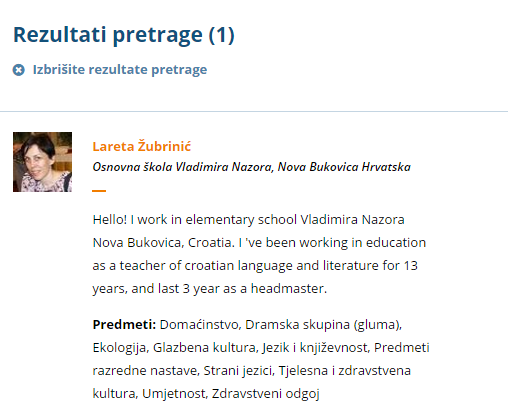 Rezultati pretrage (1)
Izbrišite rezultate pretrage
Lareta Žubrinić
Osnovna škola Vladimira Nazora, Nova Bukovica Hrvatska
Hello! I work in elementary school Vladimira Nazora
Nova Bukovica, Croatia. I 've been working in education
as a teacher of croatian language and literature for 13
years, and last 3 year as a headmaster.
Predmeti: Domaćinstvo, Dramska skupina (gluma),
Ekologija, Glazbena kultura, Jezik i književnost, Predmeti
razredne nastave, Strani jezici, Tjelesna i zdravstvena
kultura, Umjetnost, Zdravstveni odgoj